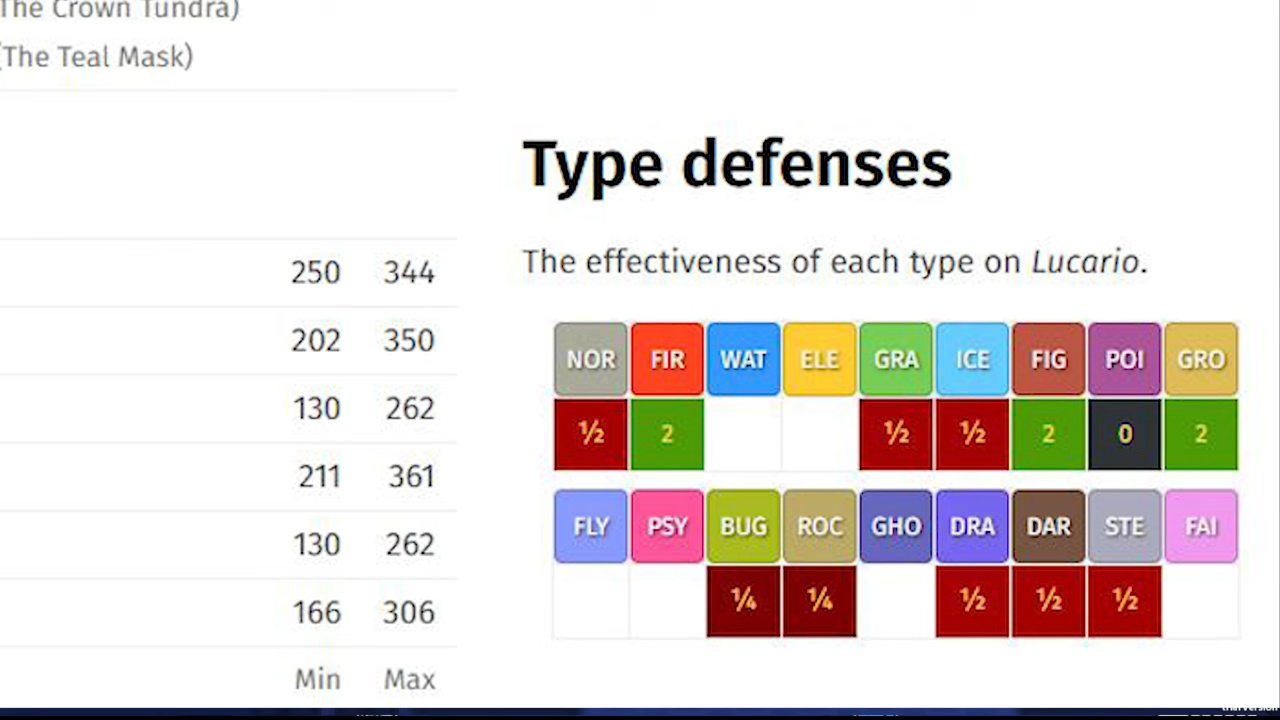 The Crown Tundra)
(The Teal Mask)
250 344
202 350
130 262
211 361
130 262
166 306
Min Max
Type defenses
The effectiveness of each type on Lucario.
NOR FIR WAT ELE GRA ICE FIG POI GRO
½ 2 ½ ½ 2 0 2
FLY PSY BUG ROC GHO DRA DAR STE FAI
¼ ¼ ½ ½ ½
trial version